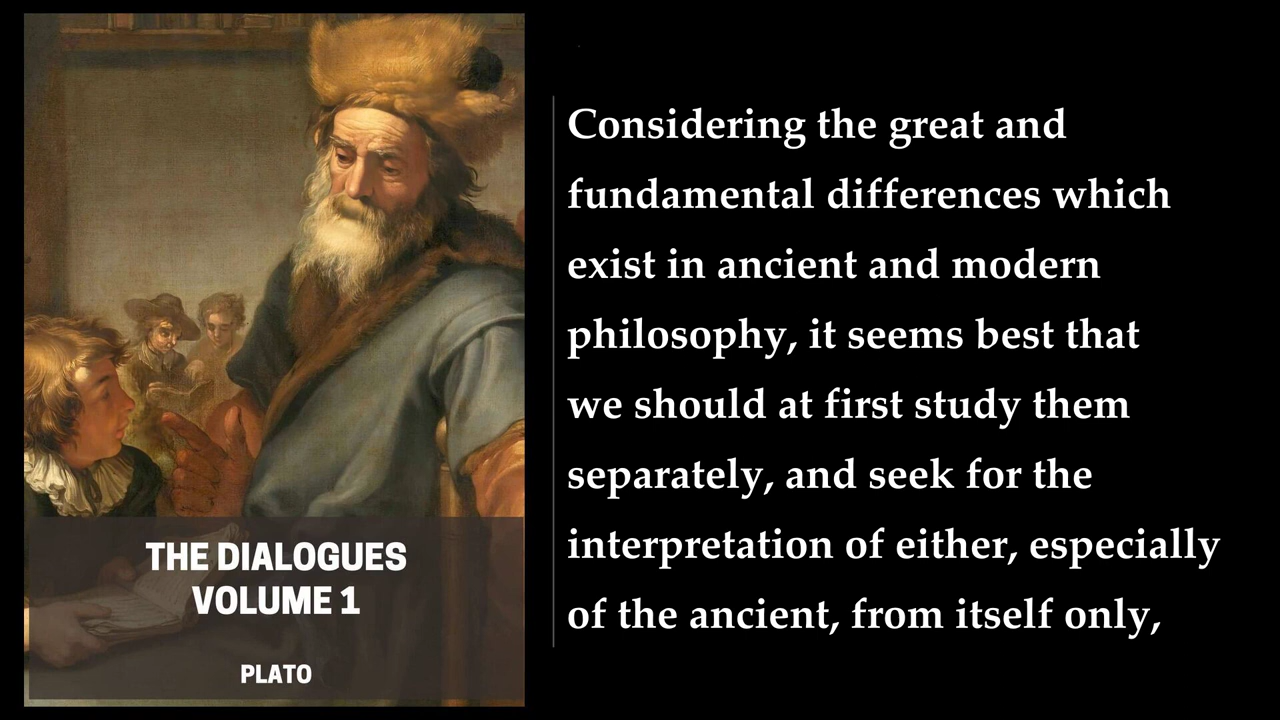 THE DIALOGUES
VOLUME 1
PLATO
Considering the great and
fundamental differences which
exist in ancient and modern
philosophy, it seems best that
we should at first study them
separately, and seek for the
interpretation of either, especially
of the ancient, from itself only,